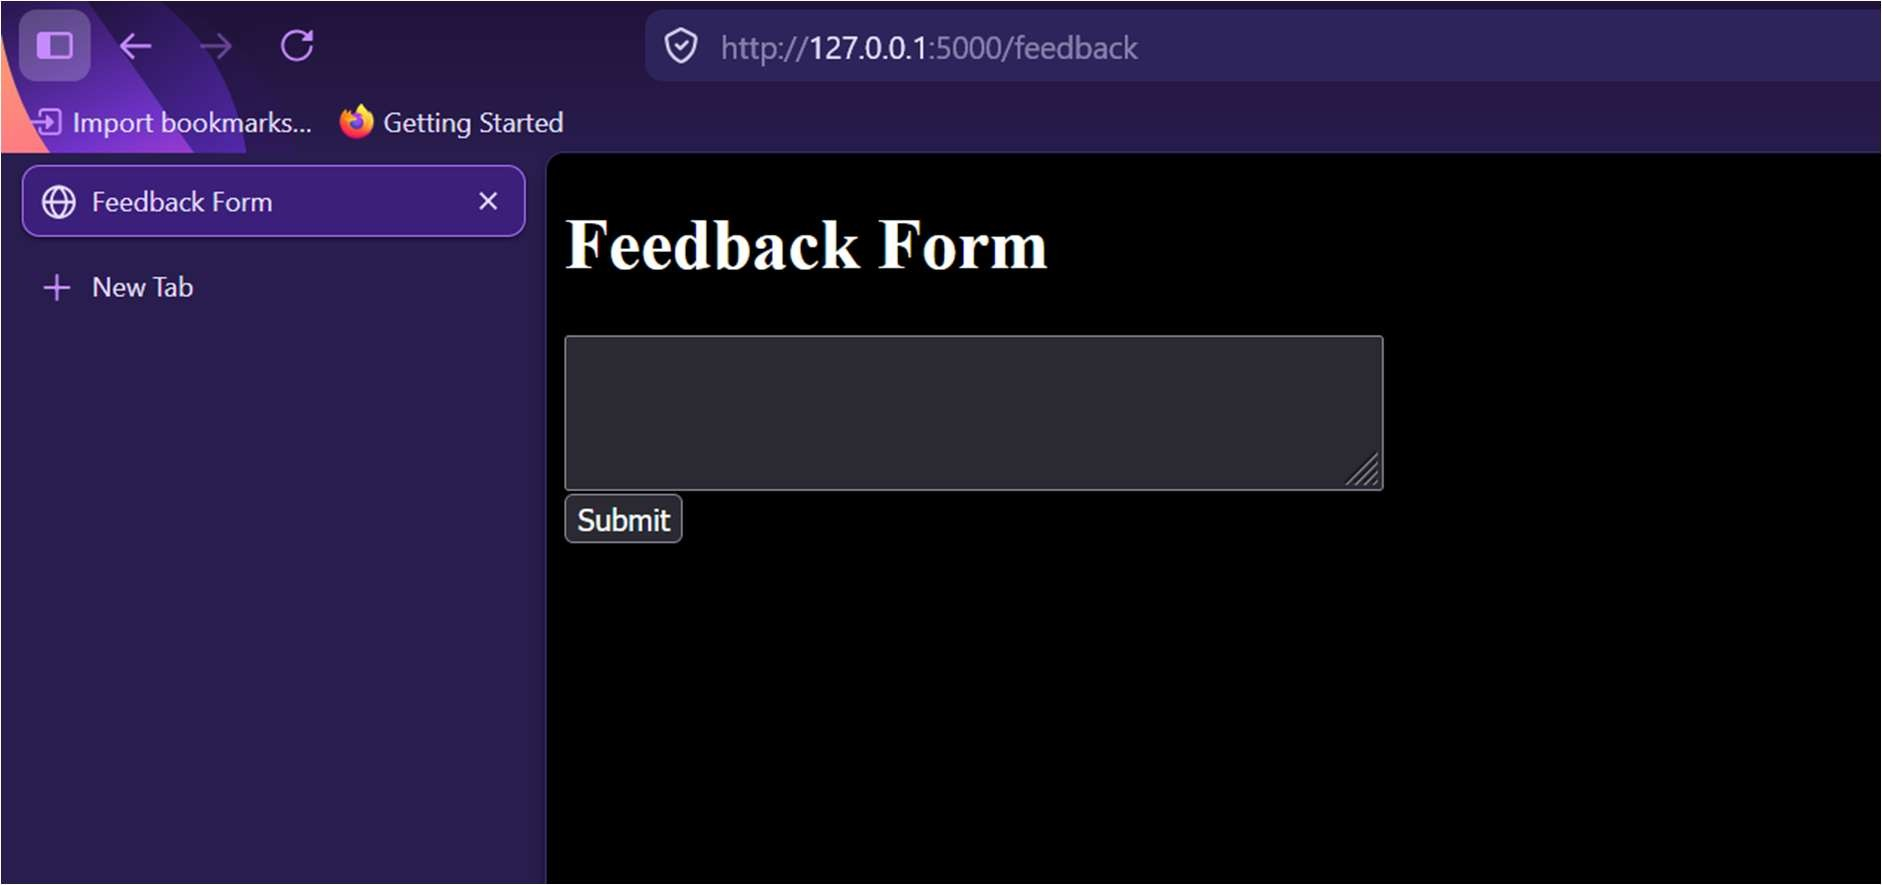 http://127.0.0.1:5000/feedback
Import bookmarks...
Getting Started
Feedback Form
New Tab
Feedback Form
Submit